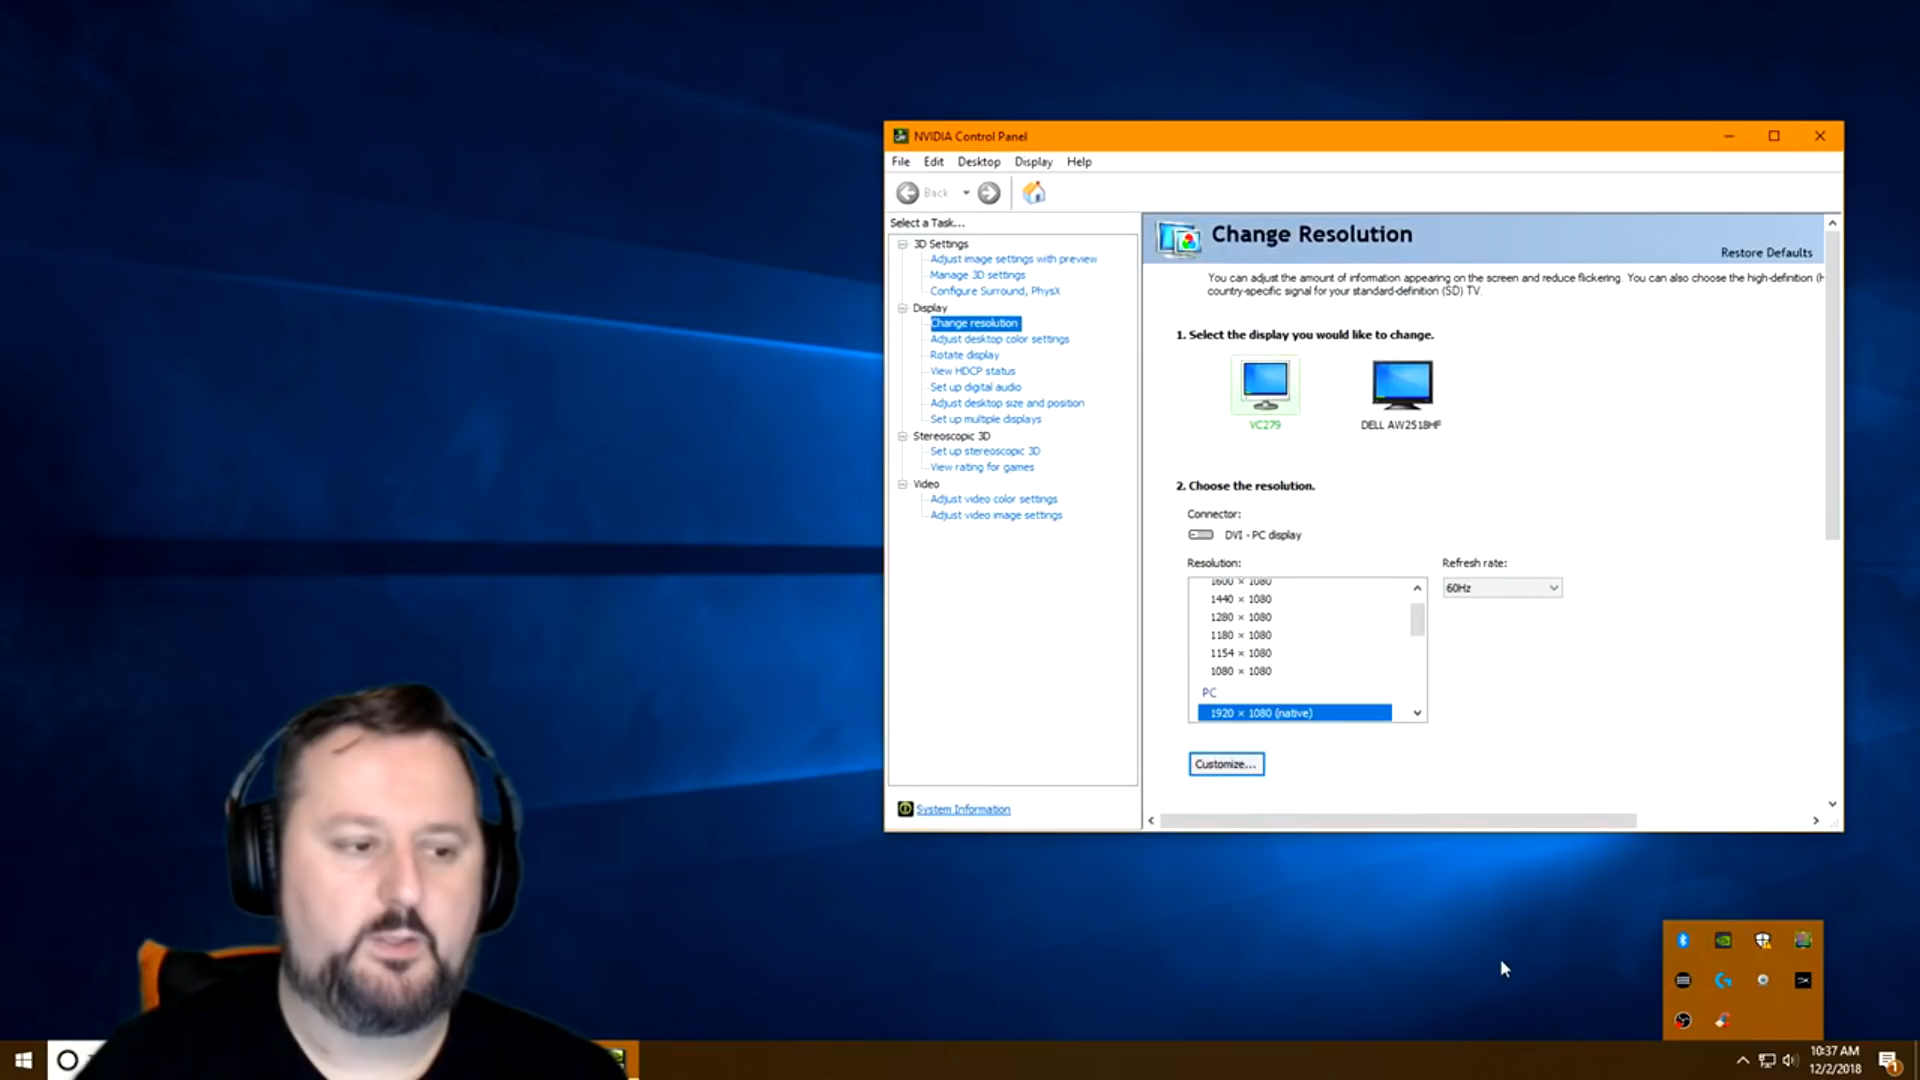 NVIDIA Control Panel
File Edit Desktop Display Help
Back
Select a Task...
3D Settings
Adjust image settings with preview
Manage 3D settings
Configure Surround, PhysX
Display
Change resolution
Adjust desktop color settings
Rotate display
View HDCP status
Set up digital audio
Adjust desktop size and position
Set up multiple displays
Stereoscopic 3D
Set up stereoscopic 3D
View rating for games
Video
Adjust video color settings
Adjust video image settings
System Information
Change Resolution
Restore Defaults
You can adjust the amount of information appearing on the screen and reduce flickering. You can also choose the high-definition (H
country-specific signal for your standard-definition (SD) TV.
1. Select the display you would like to change.
VC279
DELL AW2518HF
2. Choose the resolution.
Connector:
DVI - PC display
Resolution:
Refresh rate:
60Hz
1600 × 1080
1440 × 1080
1280 × 1080
1180 × 1080
1154 × 1080
1080 × 1080
PC
1920 × 1080 (native)
Customize...
10:37 AM
12/2/2018
1